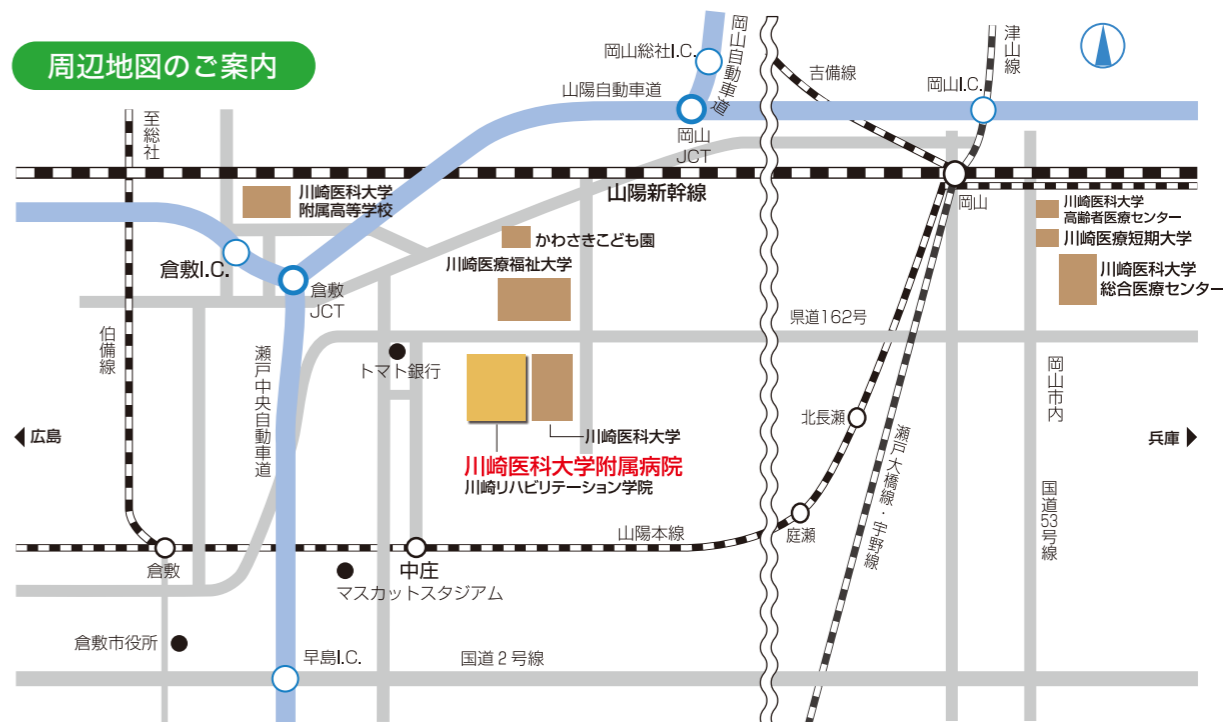 周辺地図のご案内
岡山総社I.C.
岡山自動車道
津山線
吉備線
山陽自動車道
岡山I.C.
至総社
岡山
JCT
山陽新幹線
岡山
川崎医科大学
附属高等学校
川崎医科大学
高齢者医療センター
川崎医療短期大学
川崎医科大学
総合医療センター
かわさきこども園
川崎医療福祉大学
倉敷I.C.
倉敷
JCT
県道162号
伯備線
瀬戸中央自動車道
トマト銀行
岡山市内
北長瀬
広島
兵庫
川崎医科大学
川崎医科大学附属病院
川崎リハビリテーション学院
瀬戸大橋線・宇野線
国道53号線
山陽本線
庭瀬
倉敷
中庄
マスカットスタジアム
倉敷市役所
早島I.C.
国道2号線